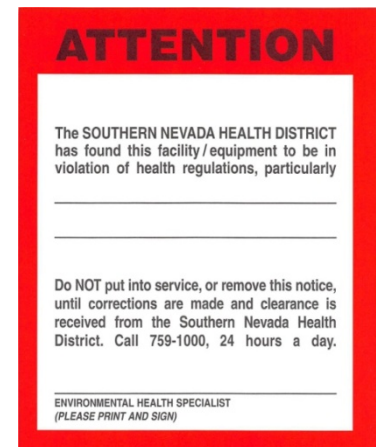 ATTENTION
The SOUTHERN NEVADA HEALTH DISTRICT
has found this facility / equipment to be in
violation of health regulations, particularly
Do NOT put into service, or remove this notice,
until corrections are made and clearance is
received from the Southern Nevada Health
District. Call 759-1000, 24 hours a day.
ENVIRONMENTAL HEALTH SPECIALIST
(PLEASE PRINT AND SIGN)